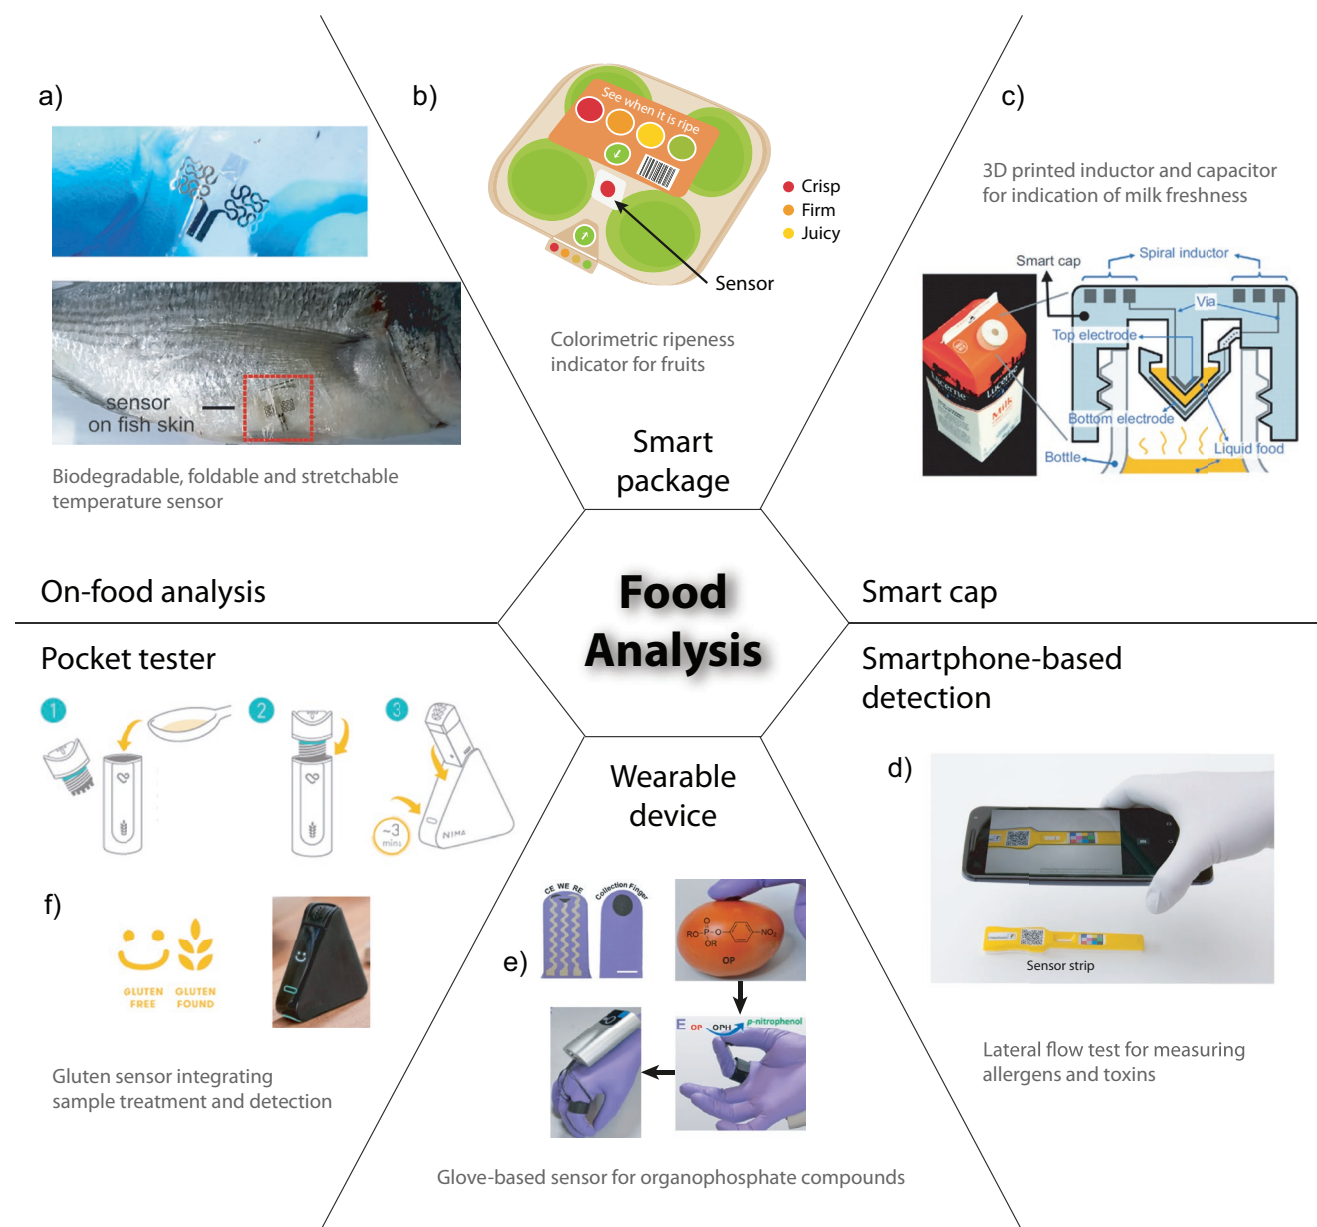 a)
sensor
on fish skin
Biodegradable, foldable and stretchable
temperature sensor
On-food analysis
b)
See when it is ripe
Crisp
Firm
Juicy
Sensor
Colorimetric ripeness
indicator for fruits
Smart
package
c)
3D printed inductor and capacitor
for indication of milk freshness
Smart cap
Spiral inductor
Via
Top electrode
Bottom electrode
Liquid food
Bottle
Lucerne
Lucerne
Milk
Smart cap
Food
Analysis
Pocket tester
1
2
3
~3
mins
NIMA
f)
GLUTEN
FREE
GLUTEN
FOUND
Gluten sensor integrating
sample treatment and detection
Wearable
device
e)
CE WE RE
Collection Finger
RO
O
P
O
OR
NO2
OP
E OP OPH p-nitrophenol
Glove-based sensor for organophosphate compounds
Smartphone-based
detection
d)
Sensor strip
Lateral flow test for measuring
allergens and toxins